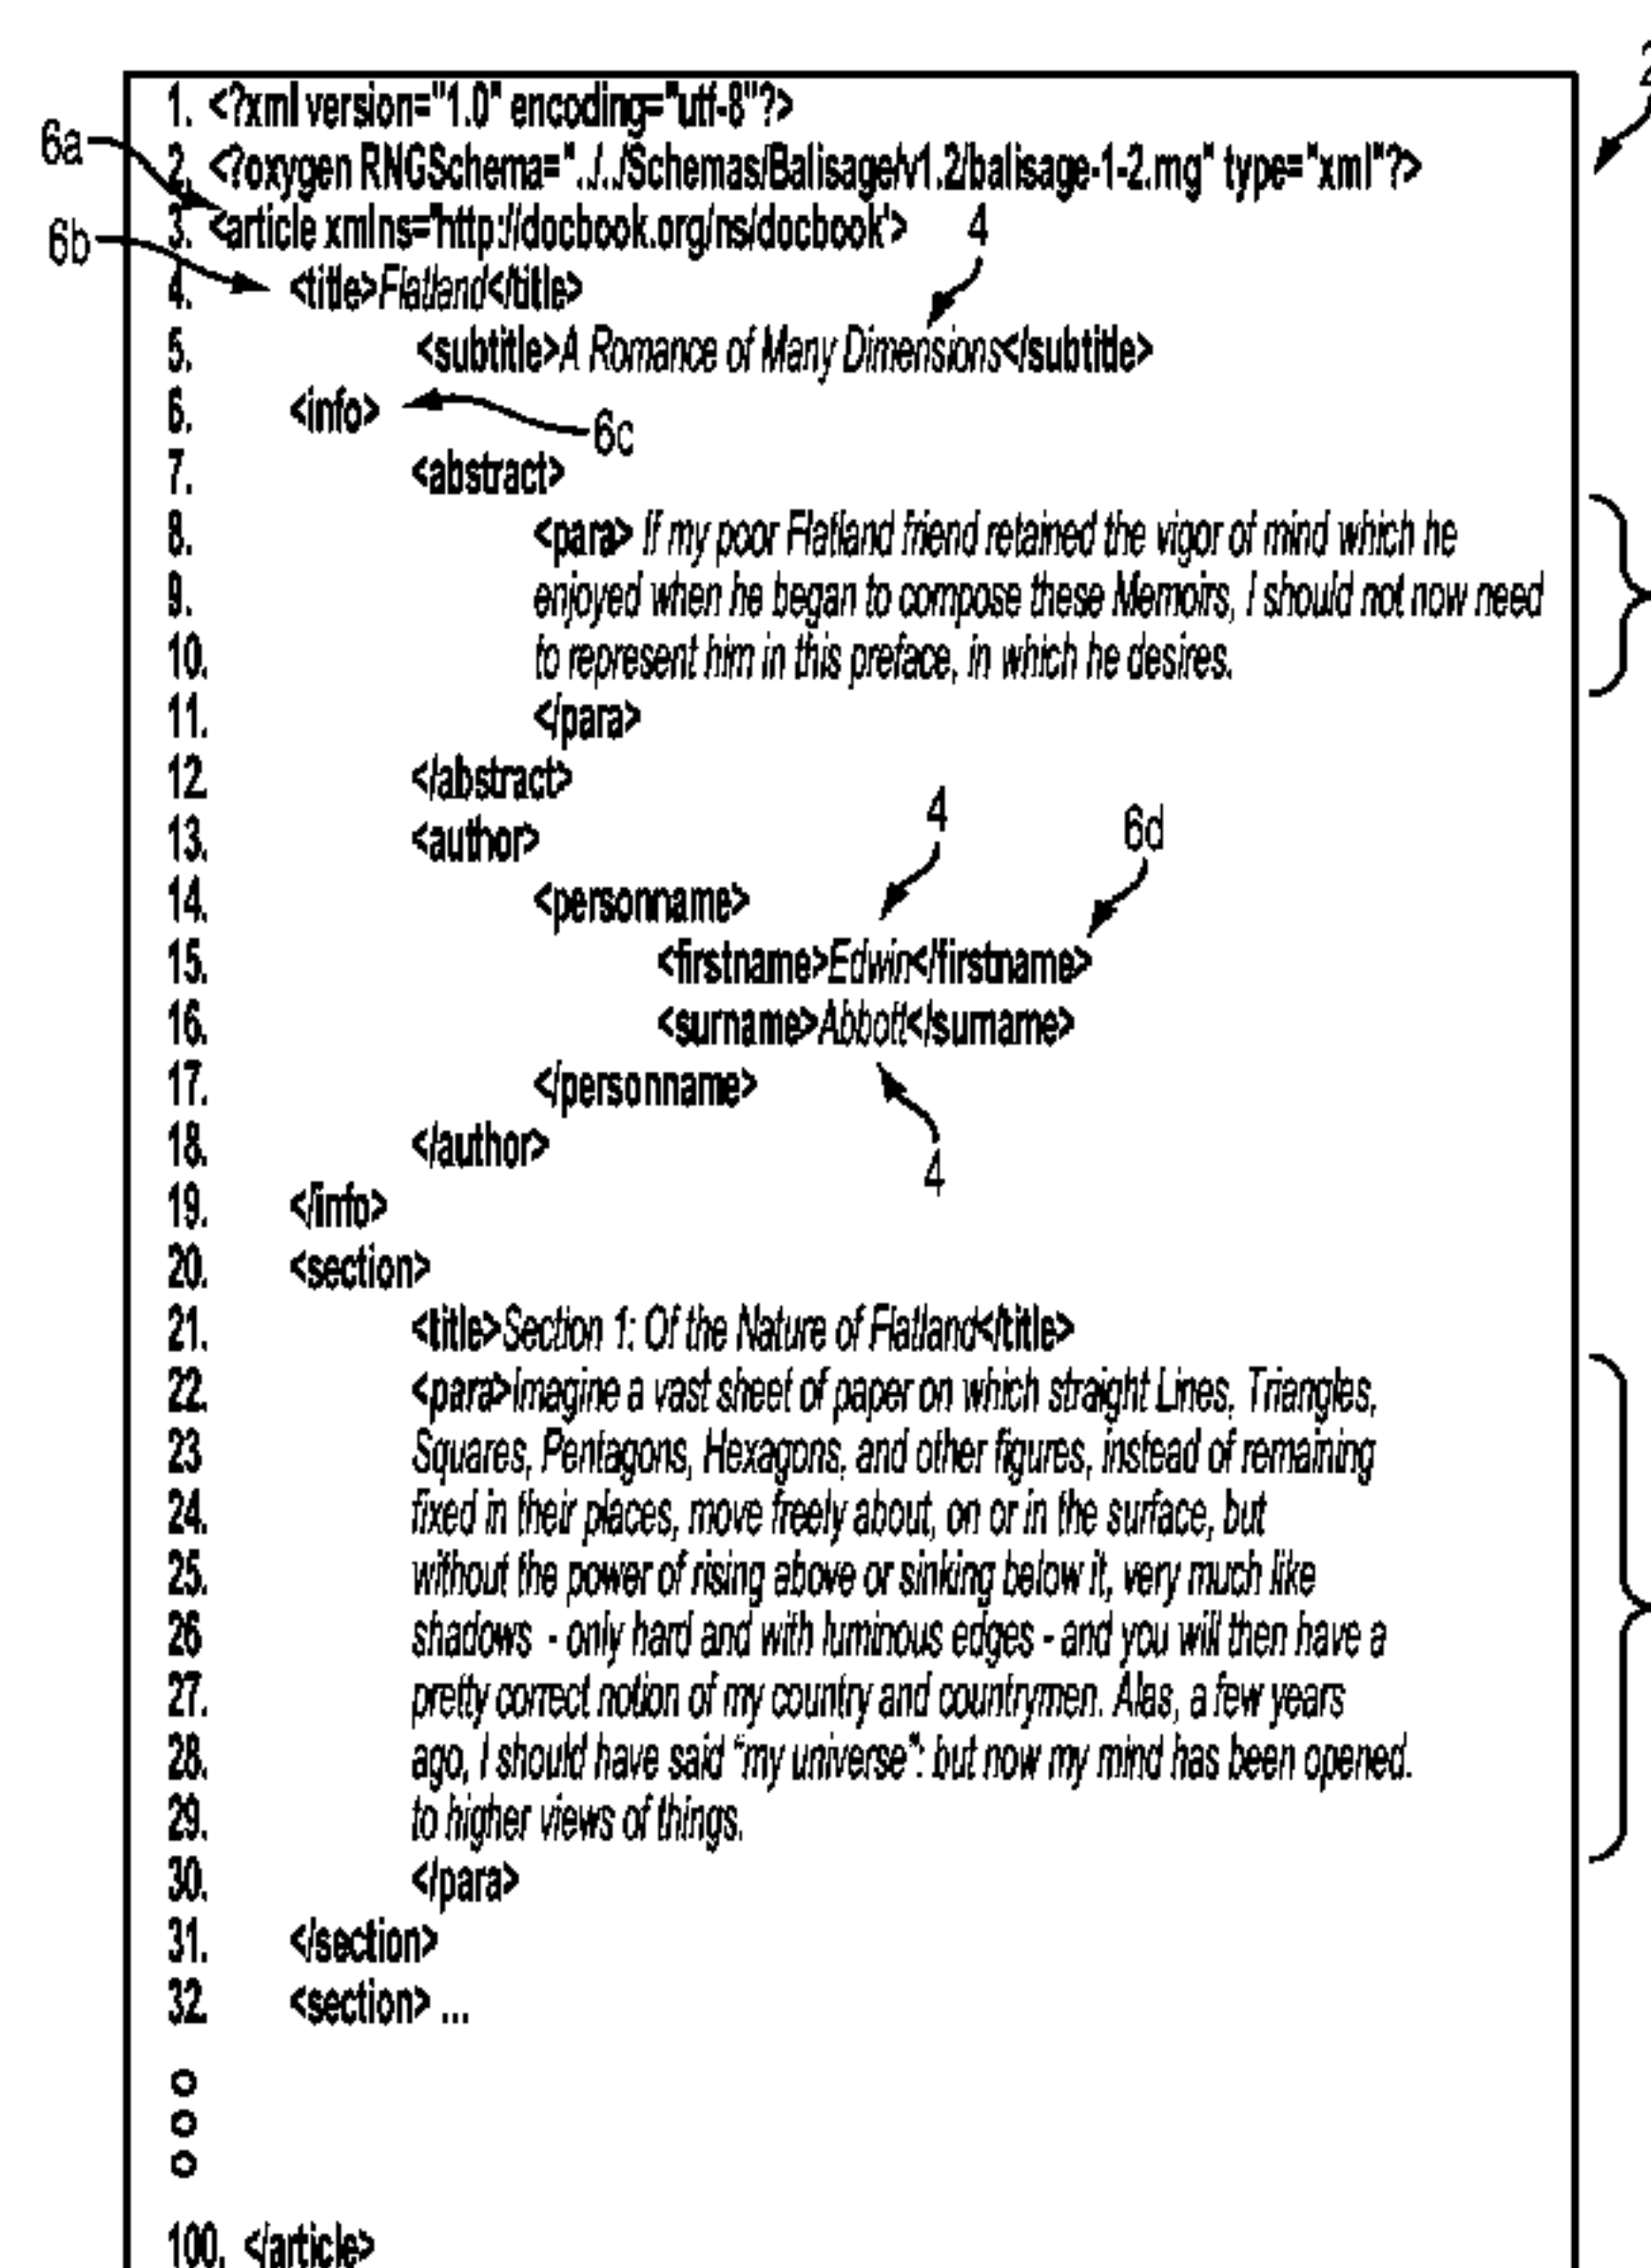 2
1. <?xml version="1.0" encoding="utf-8"?>
6a
2. <?oxygen RNGSchema="../../Schemas/Balisage/v1.2/balisage-1-2.rng" type="xml"?>
3. <article xmlns="http://docbook.org/ns/docbook'>
4
6b
4. <title>Flatland</title>
5. <subtitle>A Romance of Many Dimensions</subtitle>
6. <info>
6c
7. <abstract>
8. <para> If my poor Flatland friend retained the vigor of mind which he
9. enjoyed when he began to compose these Memoirs, I should not now need
10. to represent him in this preface, in which he desires.
11. </para>
12. </abstract>
4
6d
13. <author>
14. <personname>
15. <firstname>Edwin</firstname>
16. <surname>Abbott</surname>
17. </personname>
18. </author>
4
19. </info>
20. <section>
21. <title>Section 1: Of the Nature of Flatland</title>
22. <para>Imagine a vast sheet of paper on which straight Lines, Triangles,
23 Squares, Pentagons, Hexagons, and other figures, instead of remaining
24. fixed in their places, move freely about, on or in the surface, but
25. without the power of rising above or sinking below it, very much like
26 shadows - only hard and with luminous edges - and you will then have a
27. pretty correct notion of my country and countrymen. Alas, a few years
28. ago, I should have said "my universe": but now my mind has been opened.
29. to higher views of things.
30. </para>
31. </section>
32. <section> ...
100. </article>